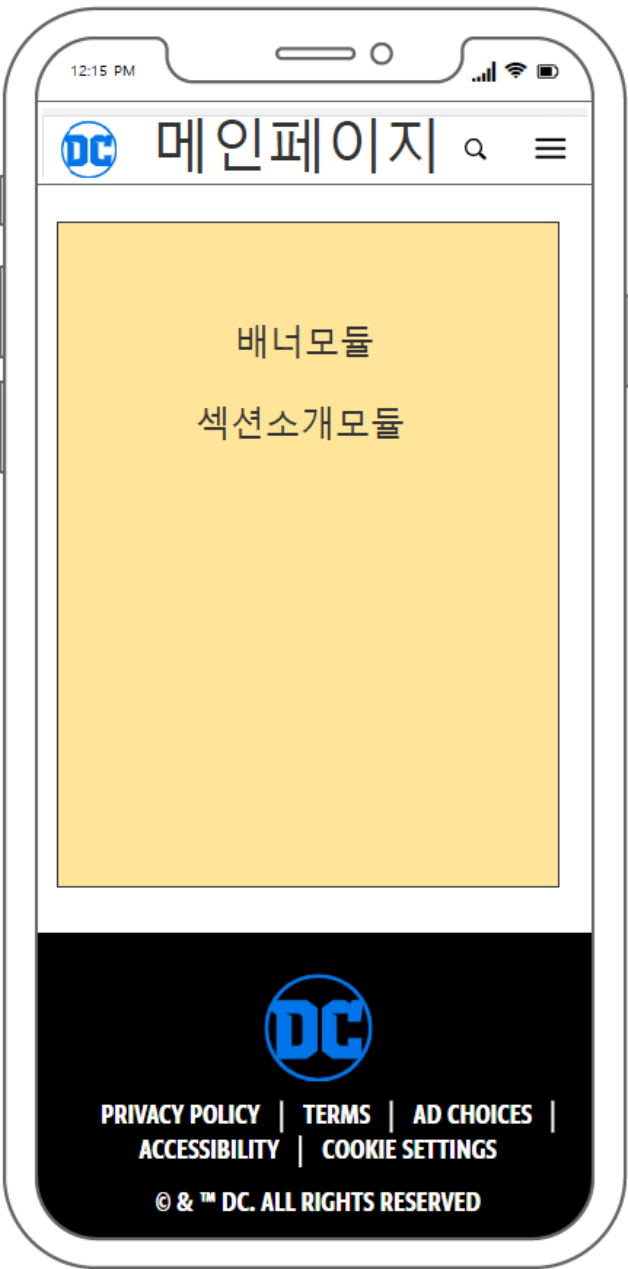 12:15 PM
DC 메인페이지
배너모듈
섹션소개모듈
DC
PRIVACY POLICY | TERMS | AD CHOICES |
ACCESSIBILITY | COOKIE SETTINGS
© & ™ DC. ALL RIGHTS RESERVED